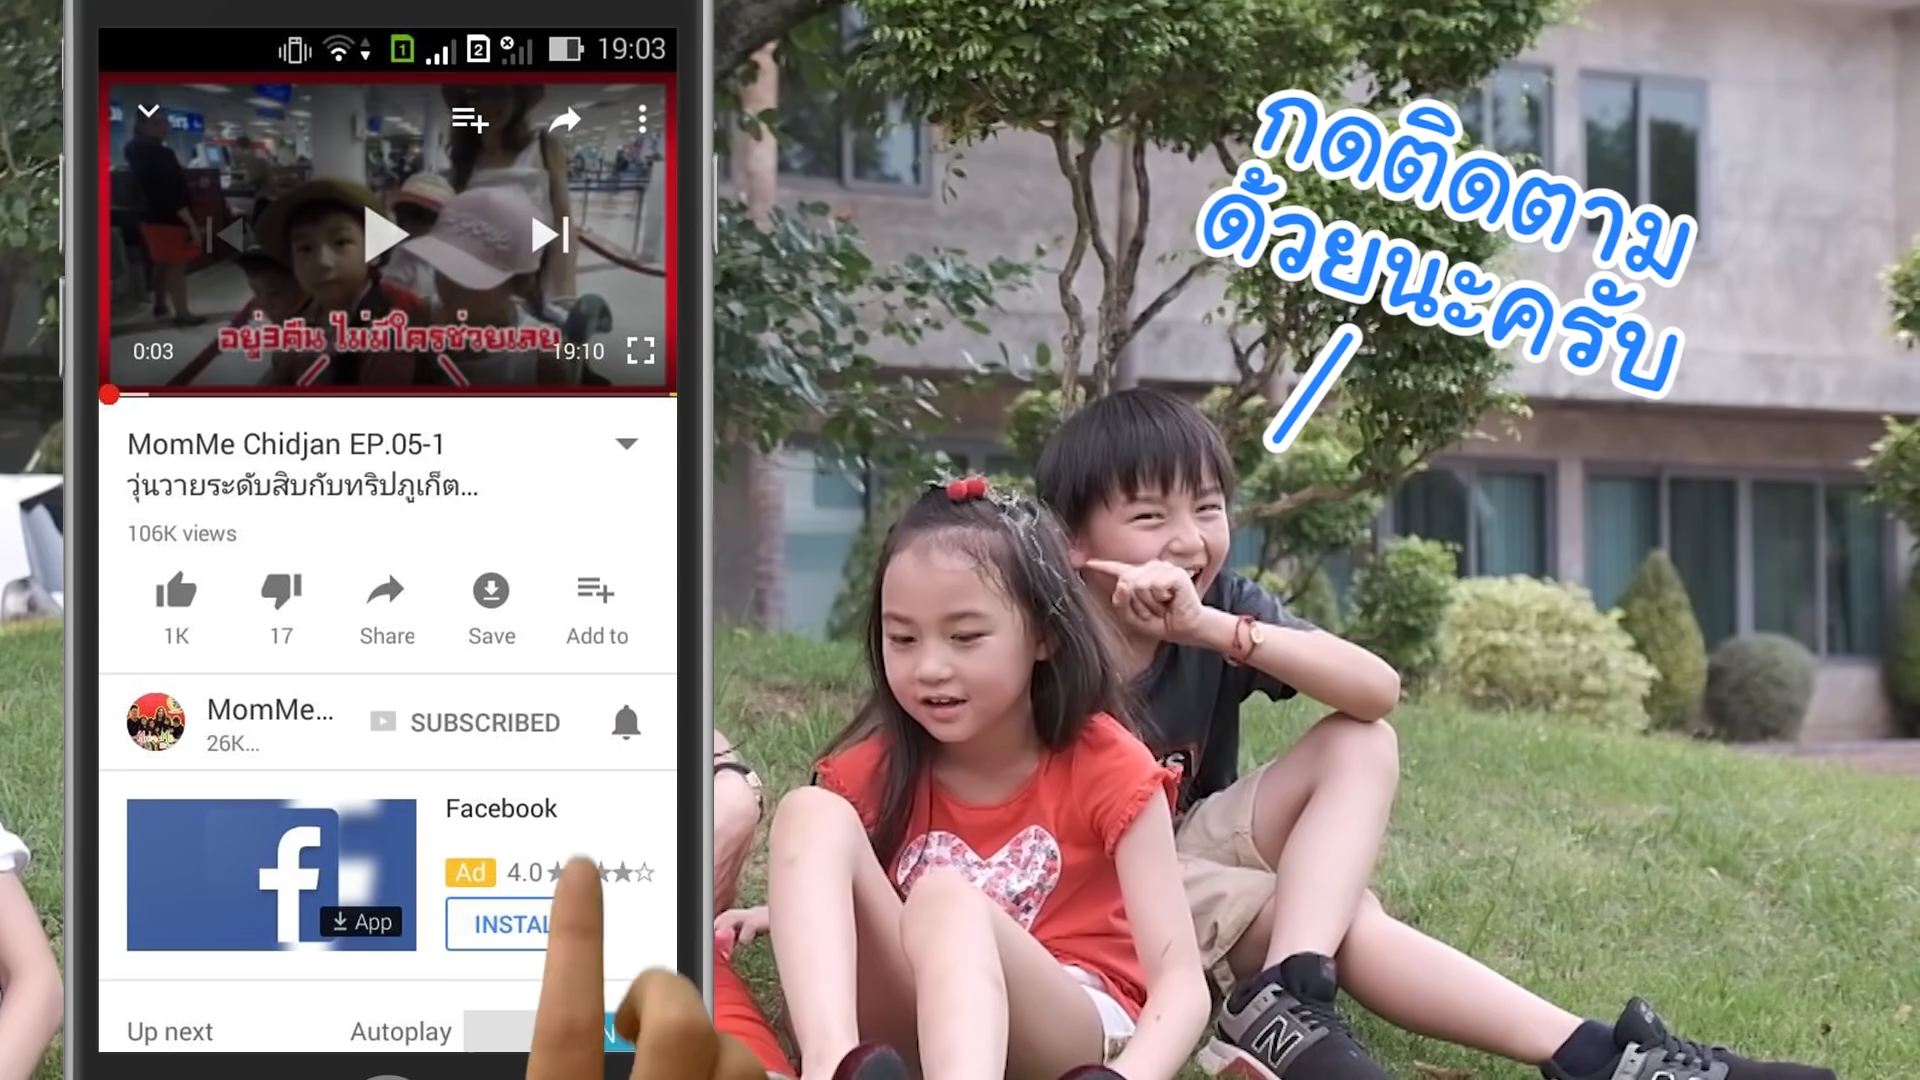 1
2
19:03
อยู่3คืน ไม่มีใครช่วยเลย
0:03
19:10
MomMe Chidjan EP.05-1
วุ่นวายระดับสิบกับทริปภูเก็ต...
106K views
1K
17
Share
Save
Add to
MomMe...
26K...
SUBSCRIBED
Facebook
Ad 4.0
App
INSTAL
Up next
Autoplay
กดติดตาม
ด้วยนะครับ
N